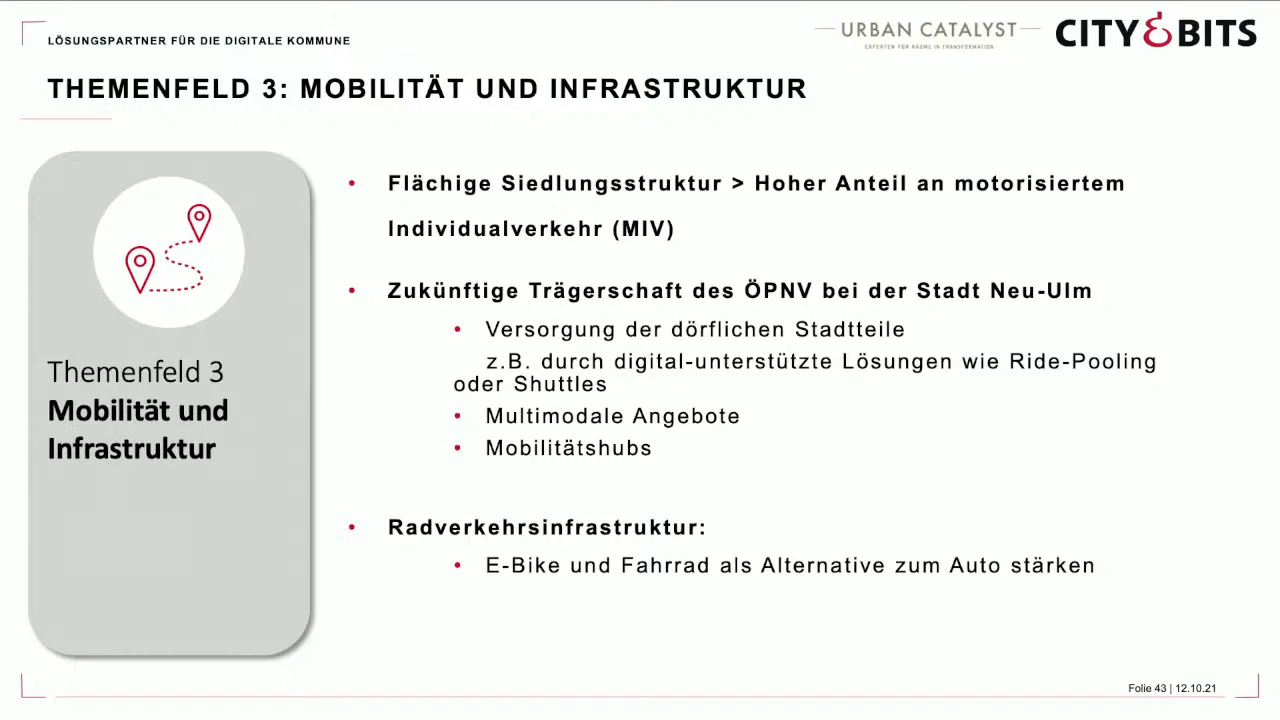 LÖSUNGSPARTNER FÜR DIE DIGITALE KOMMUNE
URBAN CATALYST
EXPERTEN FÜR RÄUME IN TRANSFORMATION
CITY & BITS
THEMENFELD 3: MOBILITÄT UND INFRASTRUKTUR
Themenfeld 3
Mobilität und
Infrastruktur
• Flächige Siedlungsstruktur > Hoher Anteil an motorisiertem
Individualverkehr (MIV)
• Zukünftige Trägerschaft des ÖPNV bei der Stadt Neu-Ulm
• Versorgung der dörflichen Stadtteile
z.B. durch digital-unterstützte Lösungen wie Ride-Pooling
oder Shuttles
• Multimodale Angebote
• Mobilitätshubs
• Radverkehrsinfrastruktur:
• E-Bike und Fahrrad als Alternative zum Auto stärken
Folie 43 | 12.10.21